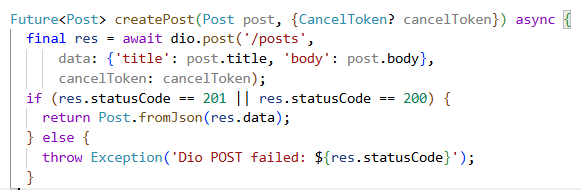 Future<Post> createPost(Post post, {CancelToken? cancelToken}) async {
  final res = await dio.post('/posts',
      data: {'title': post.title, 'body': post.body},
      cancelToken: cancelToken);
  if (res.statusCode == 201 || res.statusCode == 200) {
    return Post.fromJson(res.data);
  } else {
    throw Exception('Dio POST failed: ${res.statusCode}');
  }